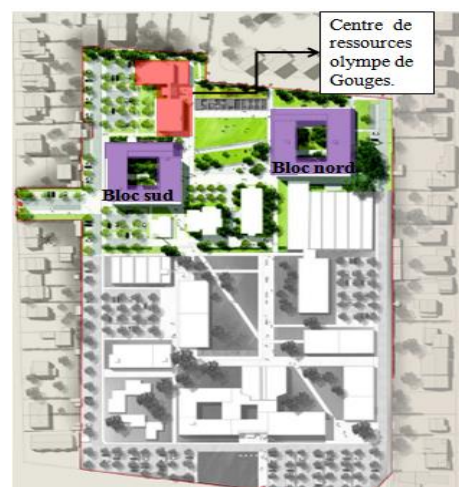 Centre de
ressources
olympe de
Gouges.
Bloc nord
Bloc sud